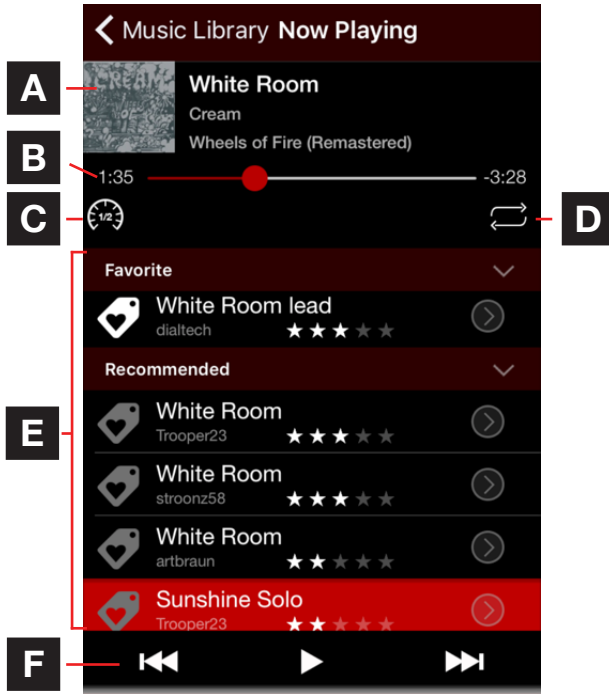 Music Library Now Playing
A
CREAM
White Room
Cream
Wheels of Fire (Remastered)
B
1:35
-3:28
C
1/2
D
Favorite
White Room lead
dialtech
Recommended
E
White Room
Trooper23
White Room
stroonz58
White Room
artbraun
Sunshine Solo
Trooper23
F